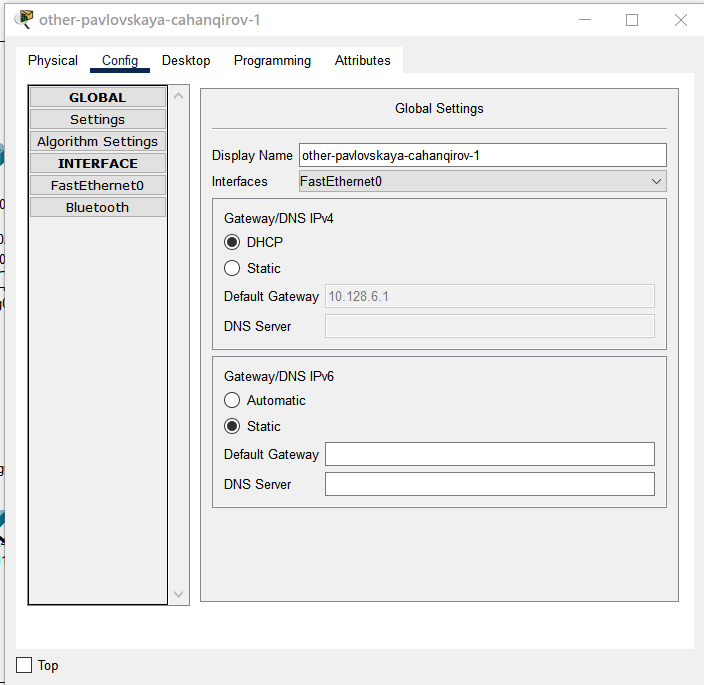 other-pavlovskaya-cahanqirov-1
Physical Config Desktop Programming Attributes
GLOBAL
Settings
Algorithm Settings
INTERFACE
FastEthernet0
Bluetooth
Global Settings
Display Name other-pavlovskaya-cahanqirov-1
Interfaces FastEthernet0
Gateway/DNS IPv4
DHCP
Static
Default Gateway 10.128.6.1
DNS Server
Gateway/DNS IPv6
Automatic
Static
Default Gateway
DNS Server
Top